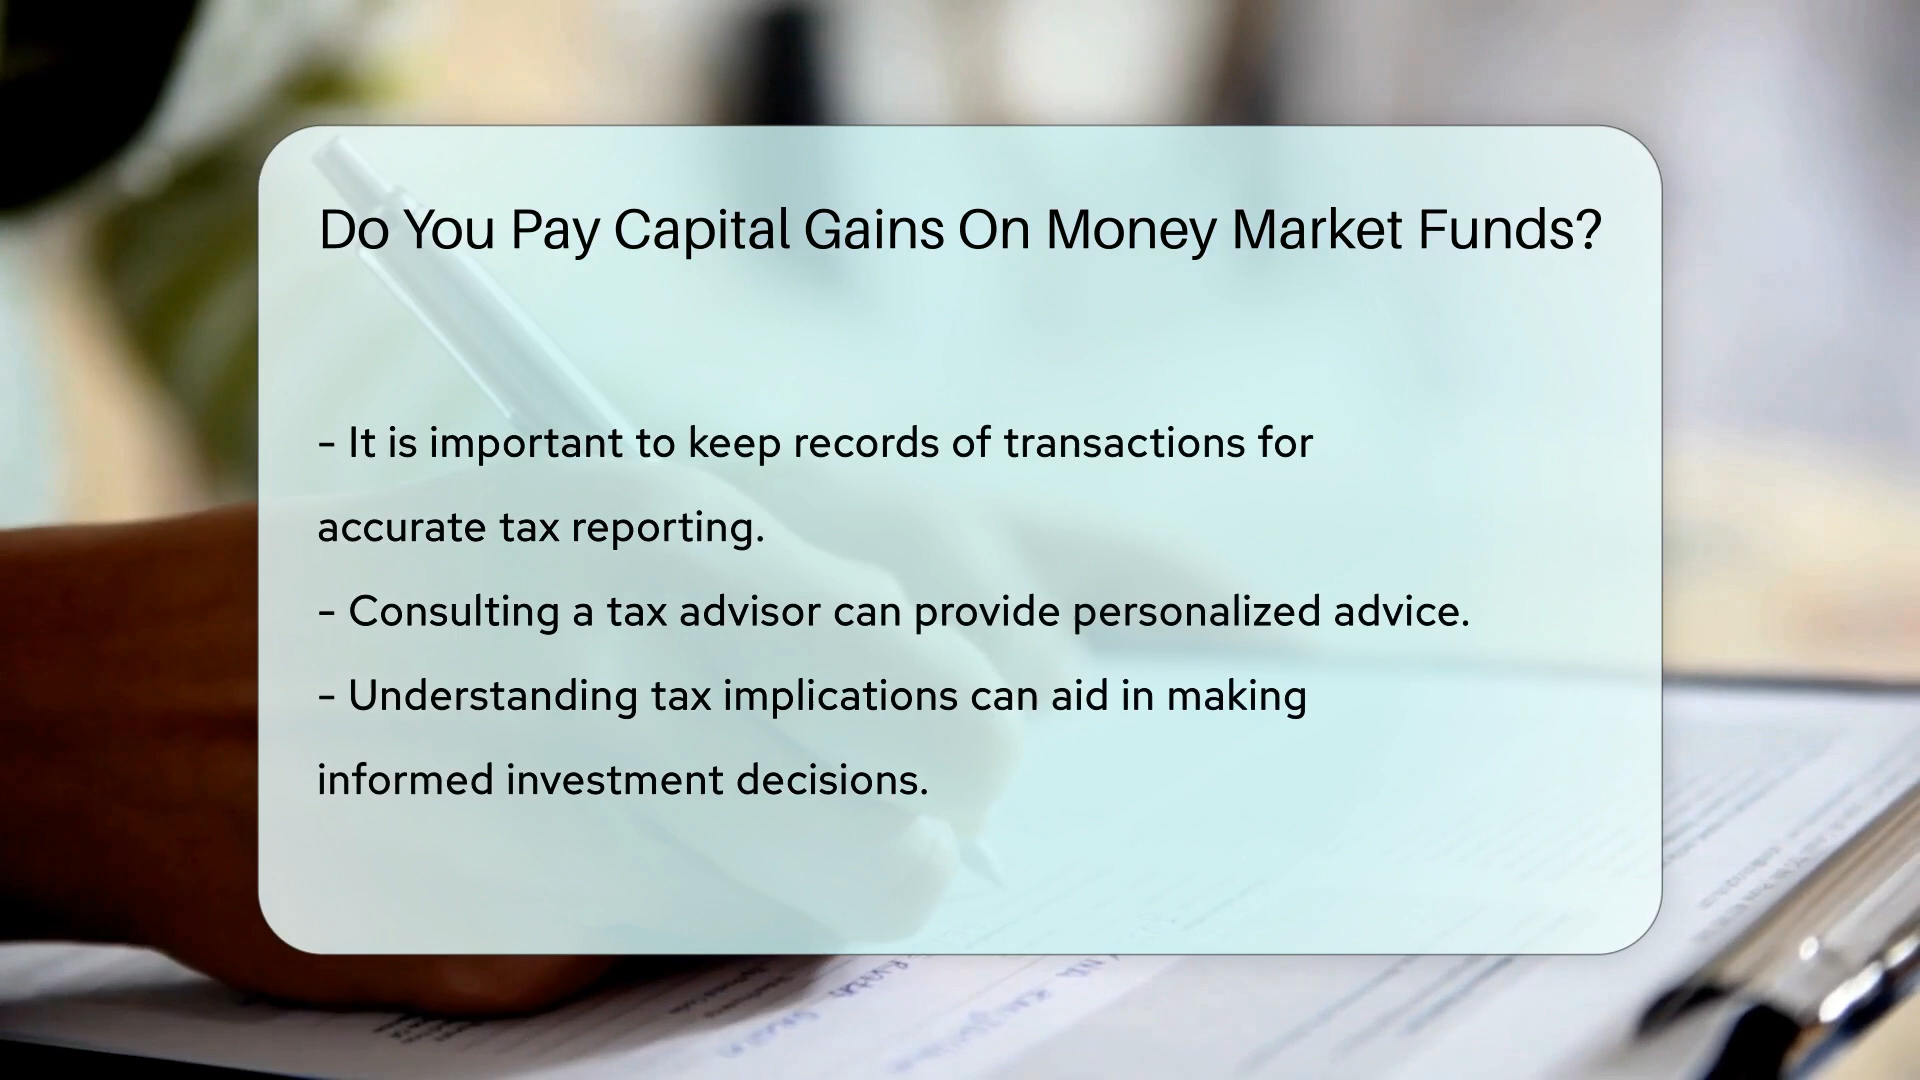 Do You Pay Capital Gains On Money Market Funds?
- It is important to keep records of transactions for
accurate tax reporting.
- Consulting a tax advisor can provide personalized advice.
- Understanding tax implications can aid in making
informed investment decisions.